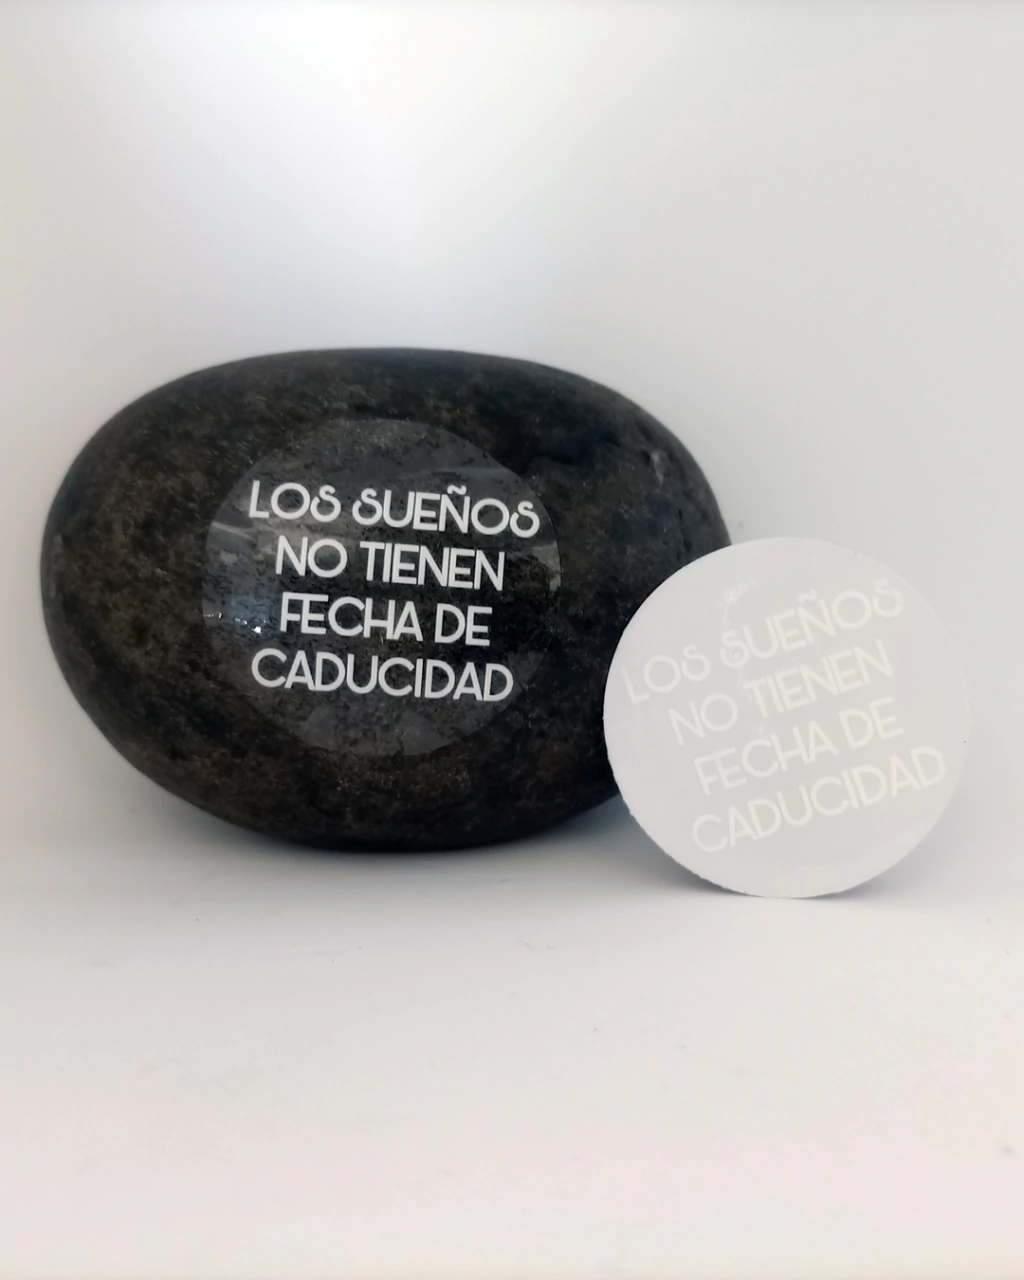 LOS SUEÑOS
NO TIENEN
FECHA DE
CADUCIDAD
LOS SUEÑOS
NO TIENEN
FECHA DE
CADUCIDAD